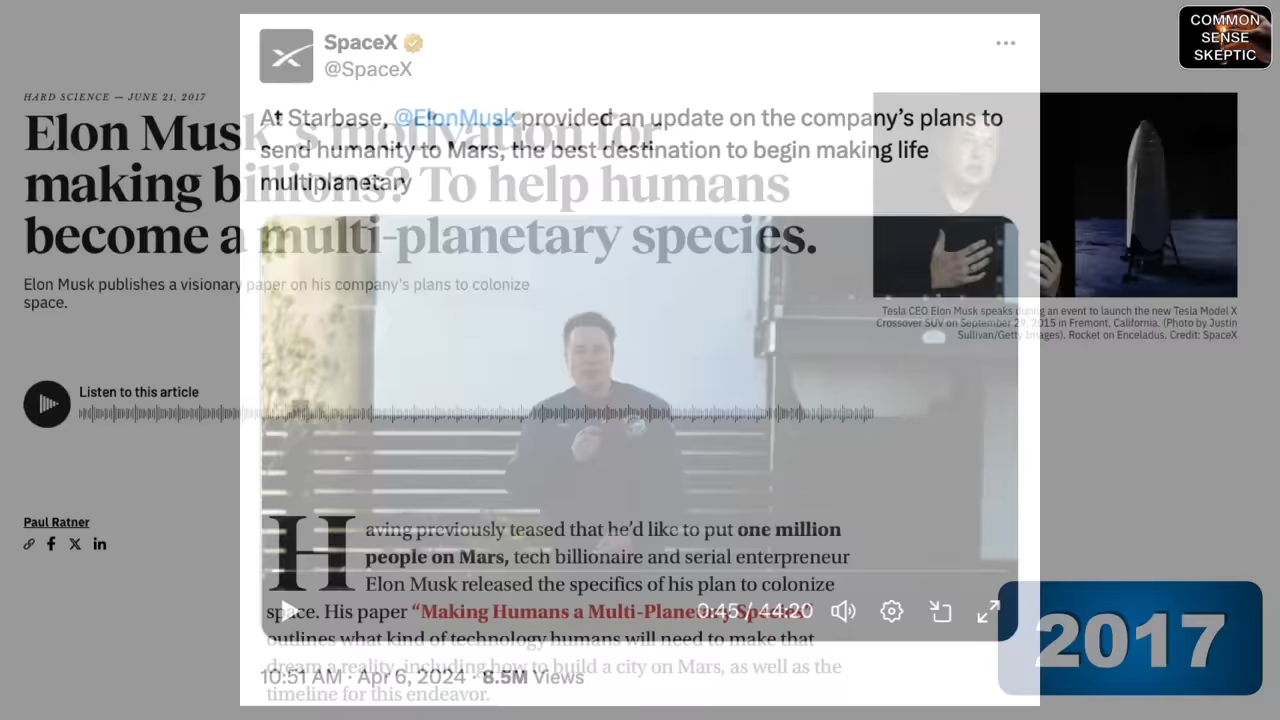 COMMON
SENSE
SKEPTIC
SpaceX
@SpaceX
At Starbase, @ElonMusk provided an update on the company's plans to
send humanity to Mars, the best destination to begin making life
multiplanetary
0:45 / 44:20
10:51 AM · Apr 6, 2024 · 8.5M Views
HARD SCIENCE — JUNE 21, 2017
Elon Musk's motivation for
making billions? To help humans
become a multi-planetary species.
Elon Musk publishes a visionary paper on his company's plans to colonize
space.
Tesla CEO Elon Musk speaks during an event to launch the new Tesla Model X
Crossover SUV on September 29, 2015 in Fremont, California. (Photo by Justin
Sullivan/Getty Images). Rocket on Enceladus. Credit: SpaceX
Listen to this article
Paul Ratner
Having previously teased that he'd like to put one million
people on Mars, tech billionaire and serial enterpreneur
Elon Musk released the specifics of his plan to colonize
space. His paper “Making Humans a Multi-Planetary Species”
outlines what kind of technology humans will need to make that
dream a reality, including how to build a city on Mars, as well as the
timeline for this endeavor.
2017